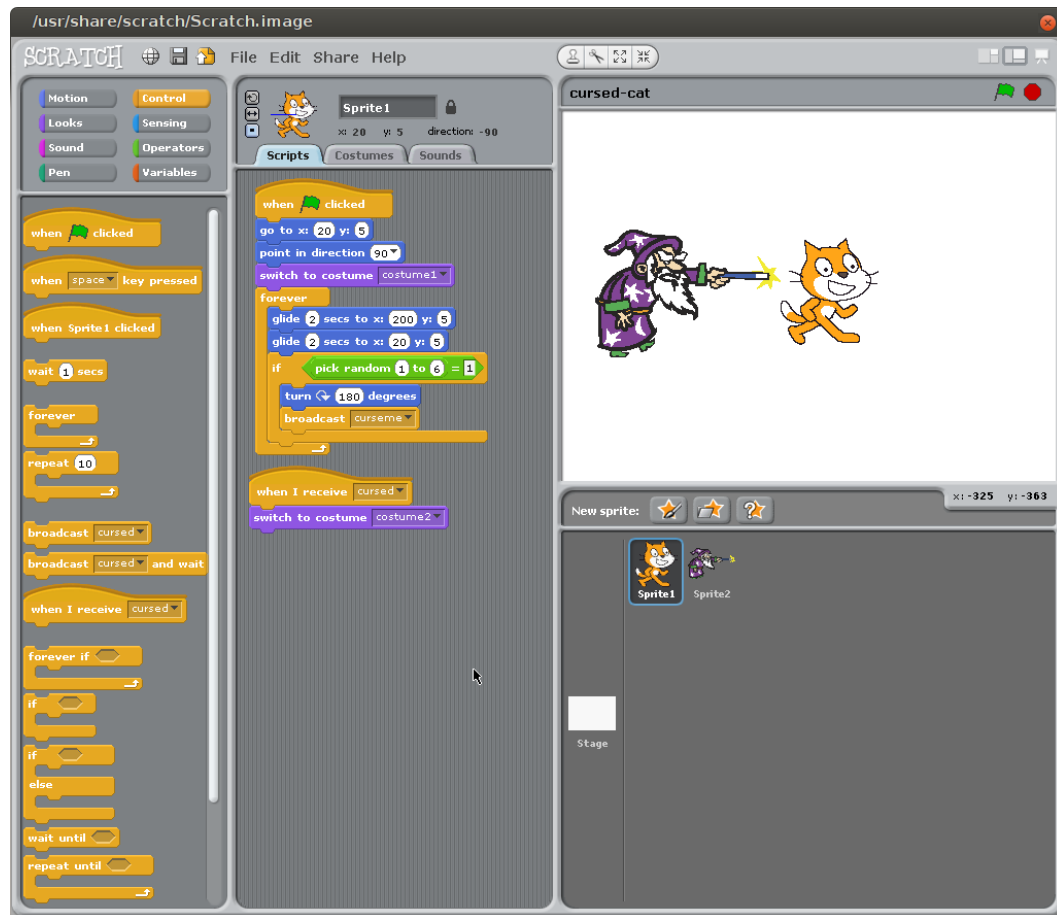 /usr/share/scratch/Scratch.image
SCRATCH File Edit Share Help
Motion Control
Looks Sensing
Sound Operators
Pen Variables
when clicked
when space key pressed
when Sprite1 clicked
wait 1 secs
forever
repeat 10
broadcast cursed
broadcast cursed and wait
when I receive cursed
forever if
if
if
else
wait until
repeat until
Sprite1
x: 20 y: 5 direction: -90
Scripts Costumes Sounds
when clicked
go to x: 20 y: 5
point in direction 90
switch to costume costume1
forever
glide 2 secs to x: 200 y: 5
glide 2 secs to x: 20 y: 5
if pick random 1 to 6 = 1
turn 180 degrees
broadcast curseme
when I receive cursed
switch to costume costume2
cursed-cat
x: -325 y: -363
New sprite:
Sprite1 Sprite2
Stage